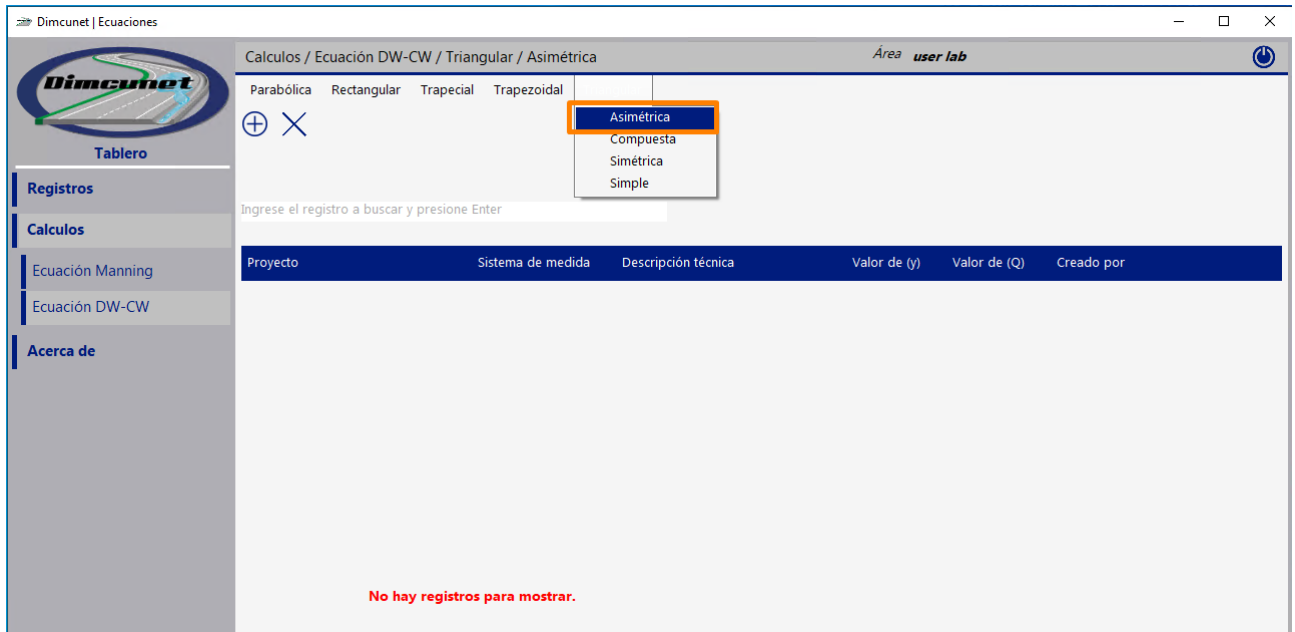 Dimcunet | Ecuaciones
Dimcunet
Tablero
Registros
Calculos
Ecuación Manning
Ecuación DW-CW
Acerca de
Calculos / Ecuación DW-CW / Triangular / Asimétrica
Área user lab
Parabólica Rectangular Trapecial Trapezoidal
Asimétrica
Compuesta
Simétrica
Simple
Ingrese el registro a buscar y presione Enter
Proyecto Sistema de medida Descripción técnica Valor de (y) Valor de (Q) Creado por
No hay registros para mostrar.